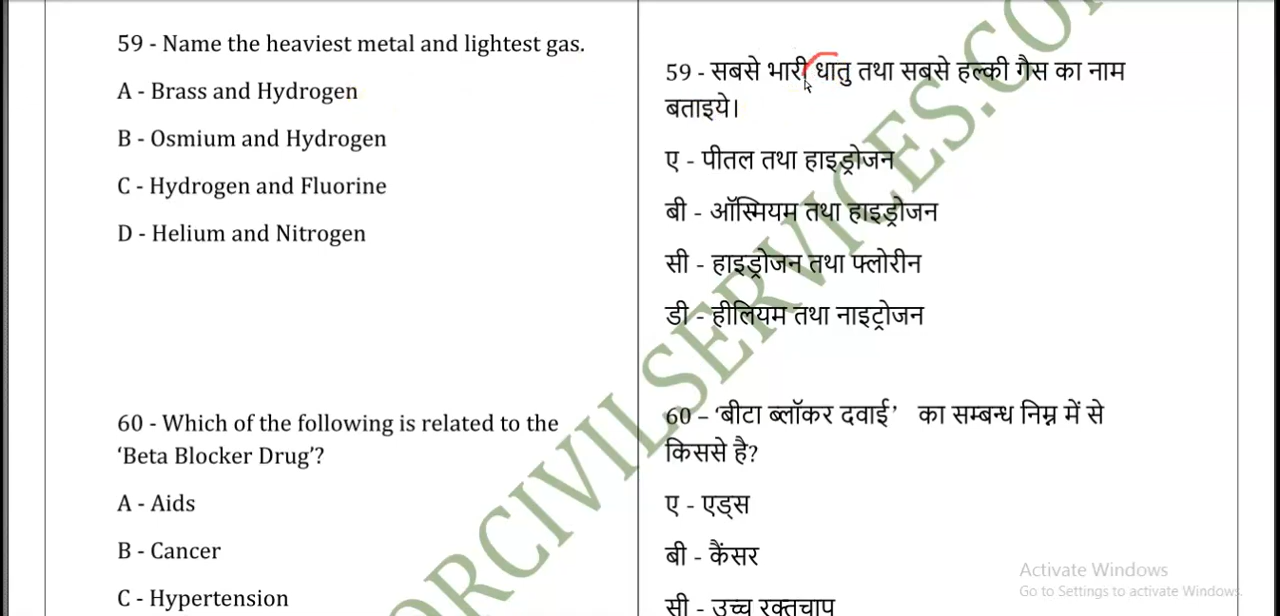 59 - Name the heaviest metal and lightest gas.
A - Brass and Hydrogen
B - Osmium and Hydrogen
C - Hydrogen and Fluorine
D - Helium and Nitrogen
60 - Which of the following is related to the
‘Beta Blocker Drug’?
A - Aids
B - Cancer
C - Hypertension
59 - सबसे भारी धातु तथा सबसे हल्की गैस का नाम
बताइये।
ए - पीतल तथा हाइड्रोजन
बी - ऑस्मियम तथा हाइड्रोजन
सी - हाइड्रोजन तथा फ्लोरीन
डी - हीलियम तथा नाइट्रोजन
60 – ‘बीटा ब्लॉकर दवाई’ का सम्बन्ध निम्न में से
किससे है?
ए - एड्स
बी - कैंसर
सी - उच्च रक्तचाप
ORCIVILSERVICES.CO
Activate Windows
Go to Settings to activate Windows.